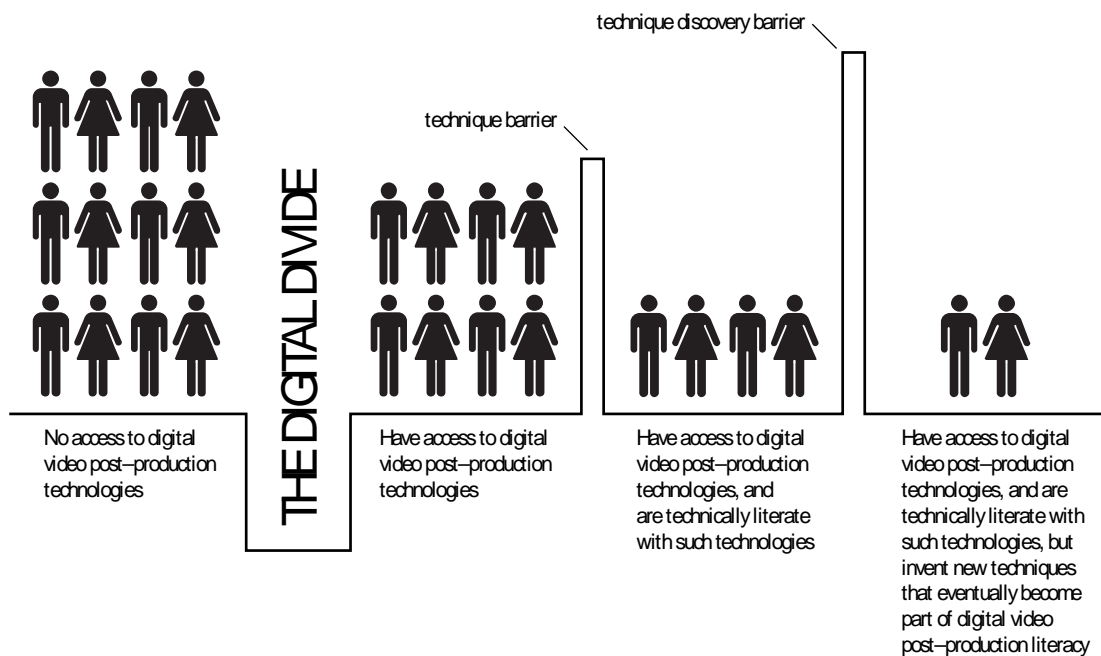 technique discovery barrier
technique barrier
THE DIGITAL DIVIDE
No access to digital
video post–production
technologies
Have access to digital
video post–production
technologies
Have access to digital
video post–production
technologies, and
are technically literate
with such technologies
Have access to digital
video post–production
technologies, and are
technically literate with
such technologies, but
invent new techniques
that eventually become
part of digital video
post–production literacy